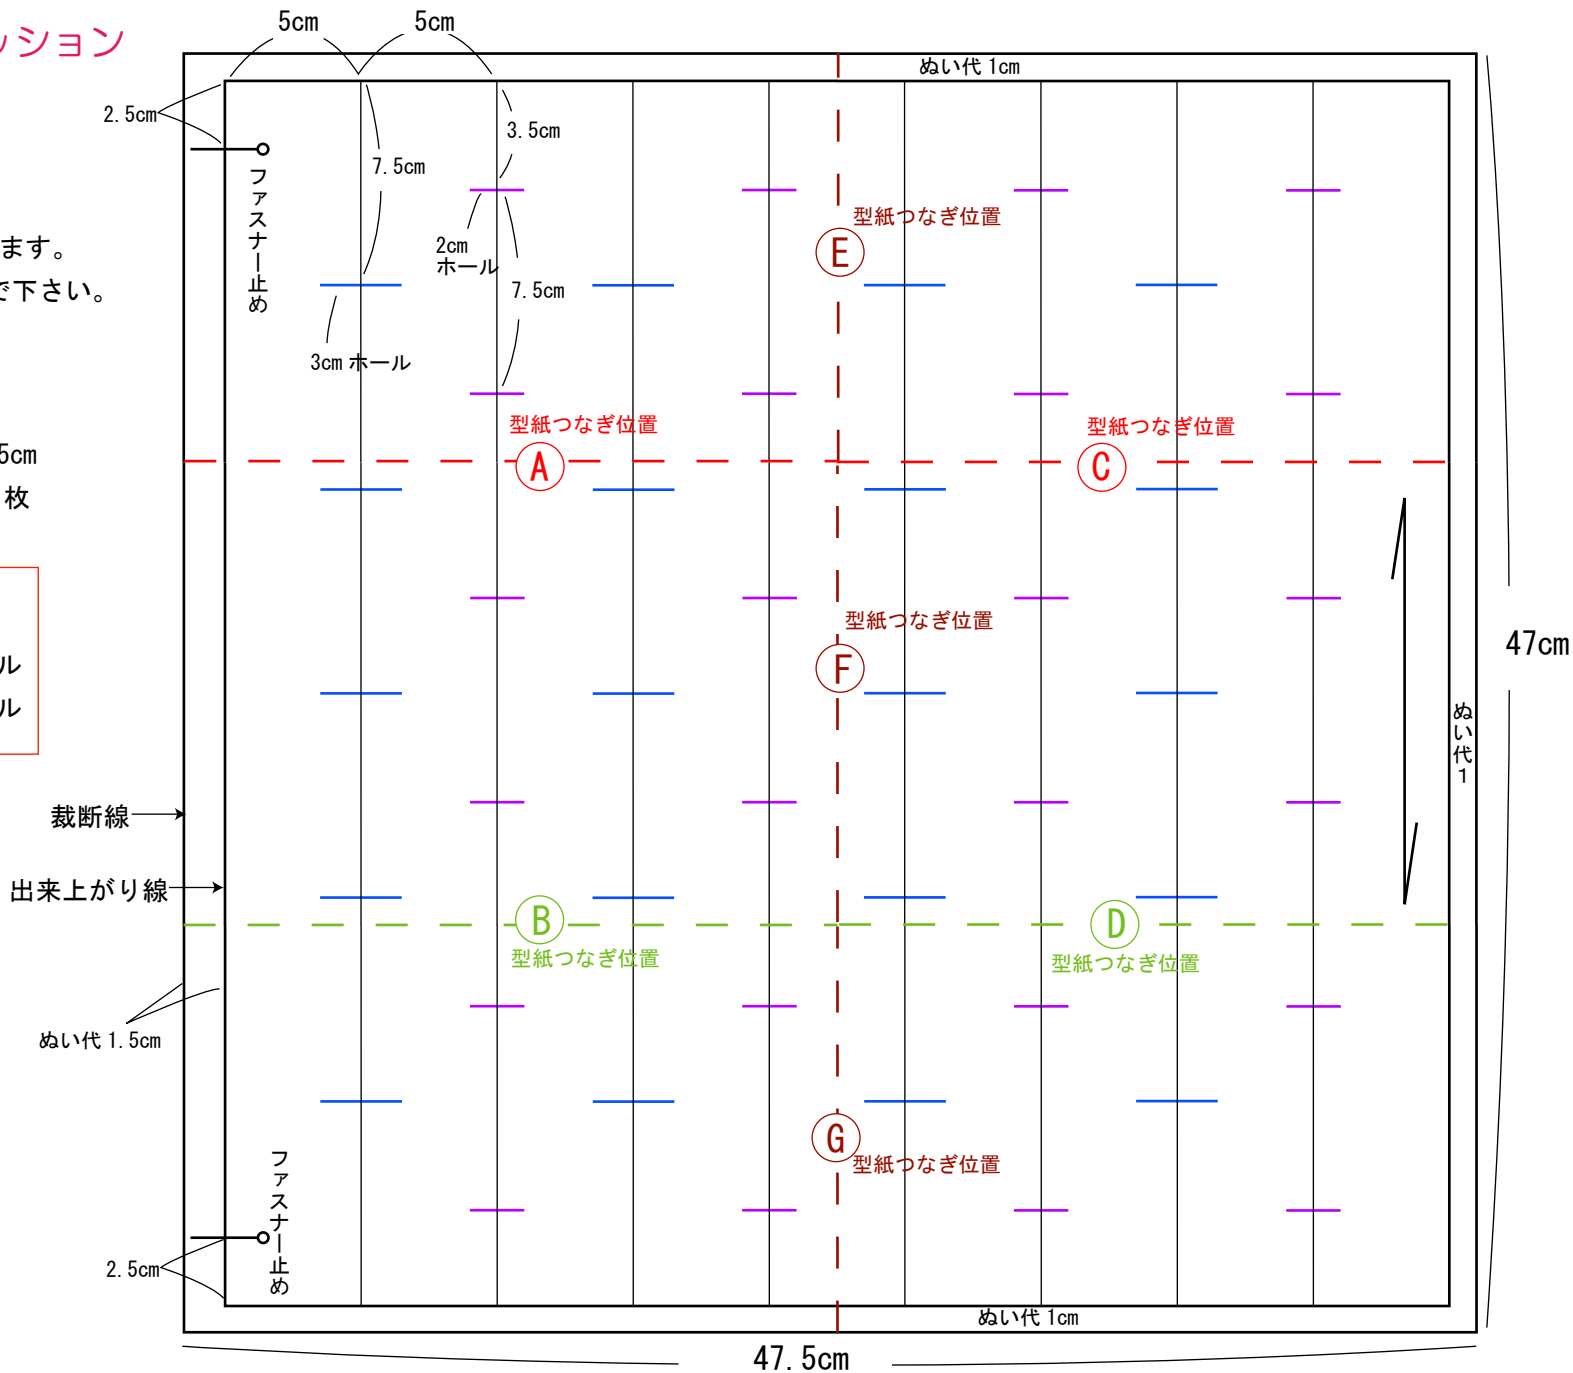 ッション
5cm
5cm
ぬい代 1cm
2.5cm
3.5cm
7.5cm
ファスナー止め
型紙つなぎ位置
E
ます。
2cm
ホール
で下さい。
7.5cm
3cm ホール
型紙つなぎ位置
型紙つなぎ位置
5cm
A
C
枚
型紙つなぎ位置
47cm
F
ル
ル
ぬい代1
裁断線
出来上がり線
B
D
型紙つなぎ位置
型紙つなぎ位置
ぬい代 1.5cm
G
型紙つなぎ位置
ファスナー止め
2.5cm
ぬい代 1cm
47.5cm